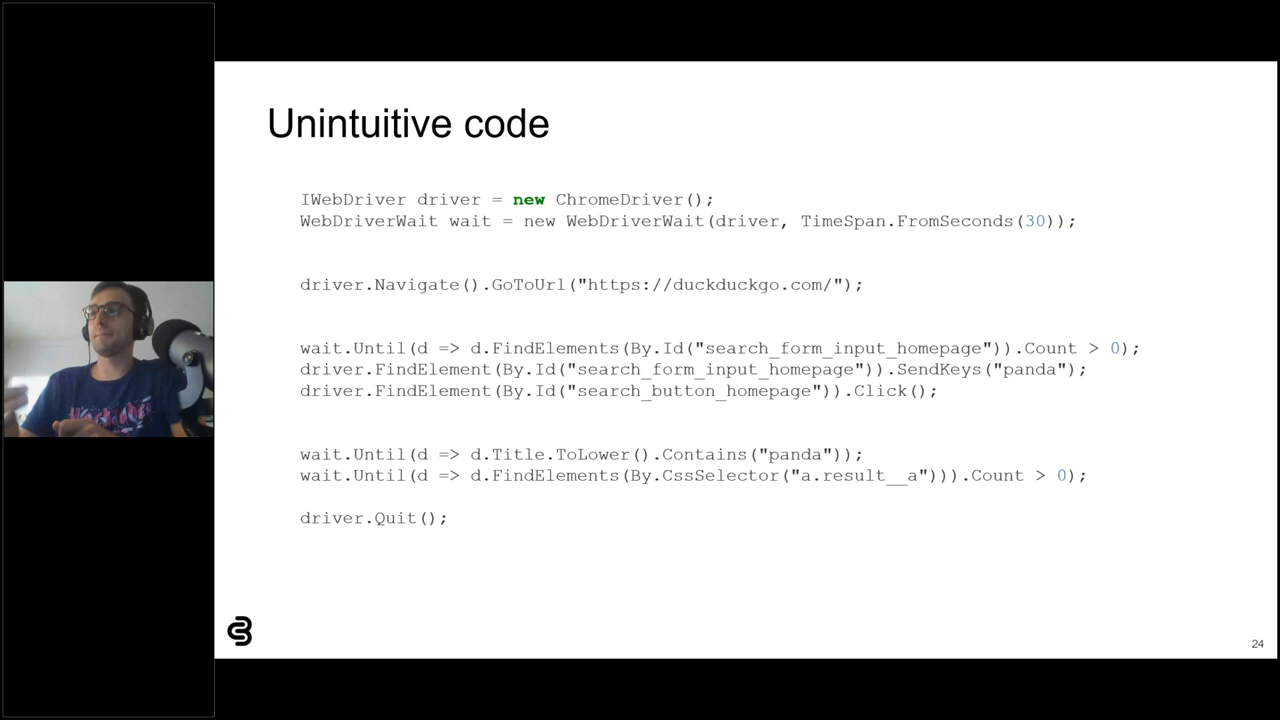 Unintuitive code
IWebDriver driver = new ChromeDriver();
WebDriverWait wait = new WebDriverWait(driver, TimeSpan.FromSeconds(30));
driver.Navigate().GoToUrl("https://duckduckgo.com/");
wait.Until(d => d.FindElements(By.Id("search_form_input_homepage")).Count > 0);
driver.FindElement(By.Id("search_form_input_homepage")).SendKeys("panda");
driver.FindElement(By.Id("search_button_homepage")).Click();
wait.Until(d => d.Title.ToLower().Contains("panda"));
wait.Until(d => d.FindElements(By.CssSelector("a.result__a"))).Count > 0);
driver.Quit();
24